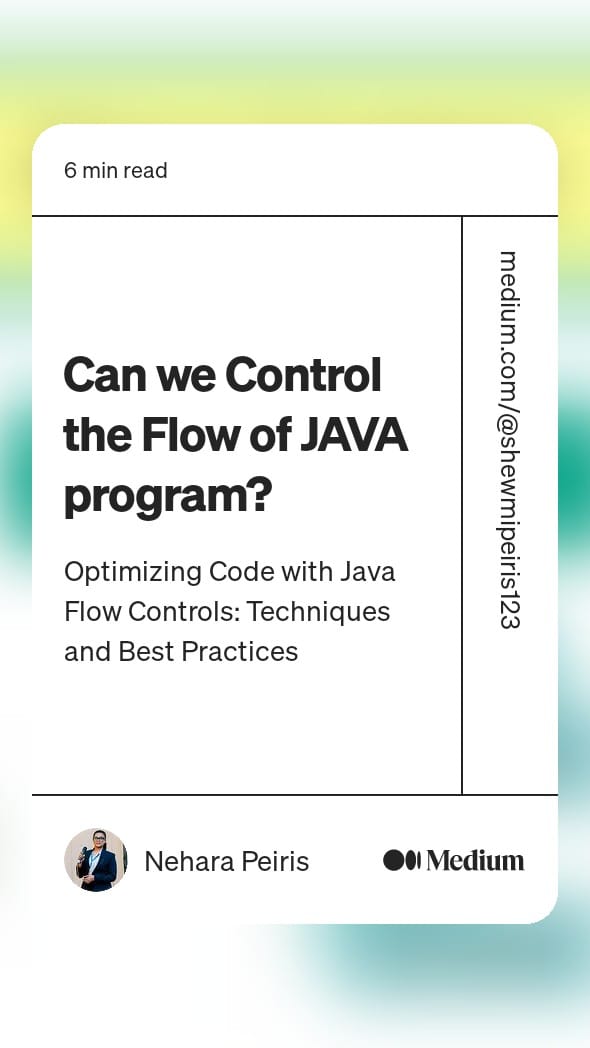 6 min read
Can we Control
the Flow of JAVA
program?
Optimizing Code with Java
Flow Controls: Techniques
and Best Practices
medium.com/@shewmipeiris123
Nehara Peiris
Medium